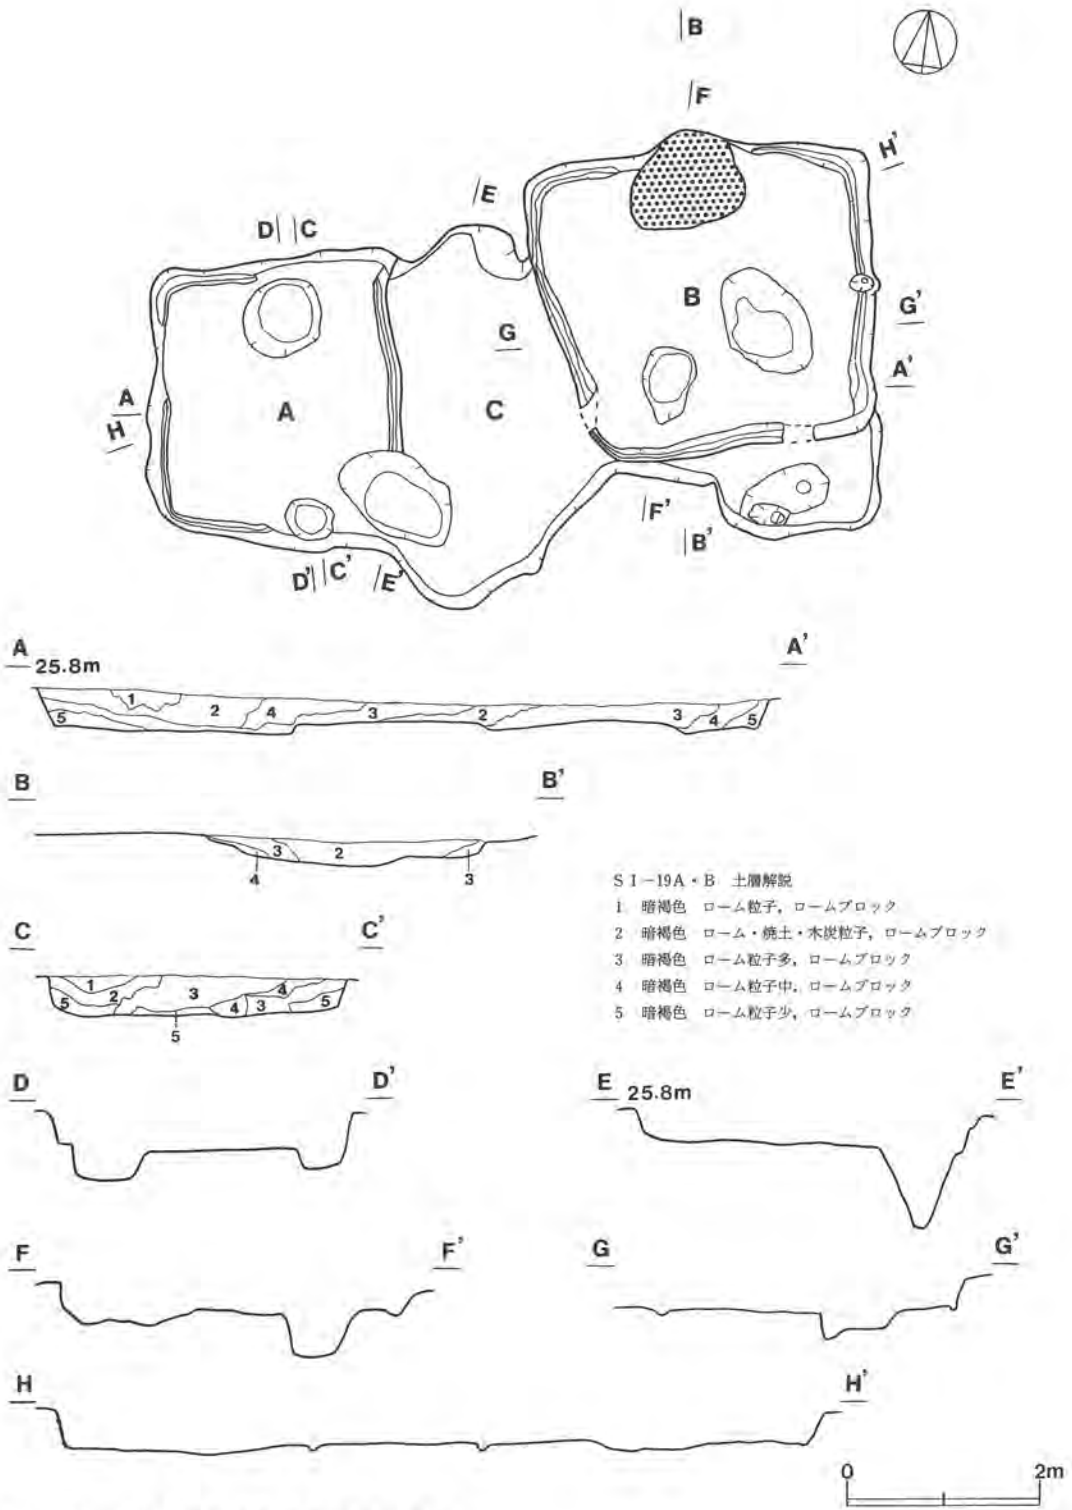 B
F
H'
E
D C
B
G'
G
A'
A
A
C
H
F'
B'
D' C' E'
A A'
25.8m
1
2 4 3 2 3 4 5
5
B B'
3 2
4 3
C C'
1 2 3 4
5 4 3 5
5
D D'
E E'
25.8m
F F'
G G'
H H'
SI-19A・B 土層解説
1 暗褐色 ローム粒子,ロームブロック
2 暗褐色 ローム・焼土・木炭粒子,ロームブロック
3 暗褐色 ローム粒子多,ロームブロック
4 暗褐色 ローム粒子中,ロームブロック
5 暗褐色 ローム粒子少,ロームブロック
0 2m